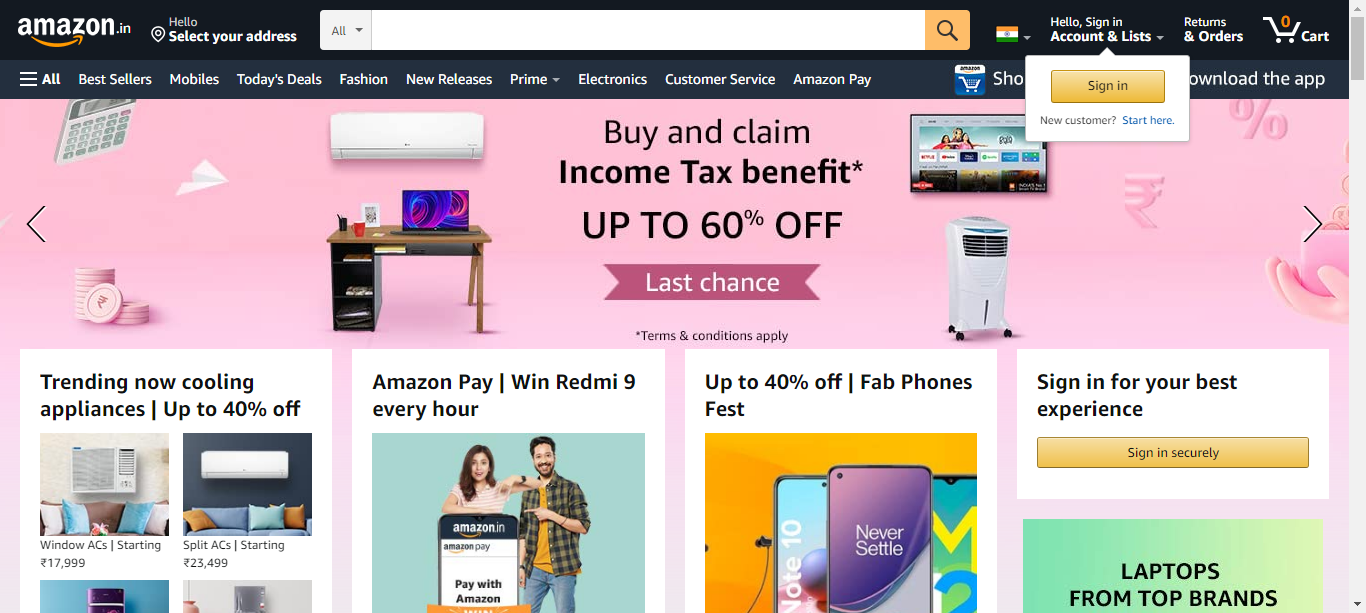 amazon.in
Hello
Select your address
All
Hello, Sign in
Account & Lists
Returns
& Orders
0
Cart
All
Best Sellers
Mobiles
Today's Deals
Fashion
New Releases
Prime
Electronics
Customer Service
Amazon Pay
amazon
Sho
ownload the app
Sign in
New customer? Start here.
Buy and claim
Income Tax benefit*
UP TO 60% OFF
Last chance
*Terms & conditions apply
Trending now cooling
appliances | Up to 40% off
Window ACs | Starting
₹17,999
Split ACs | Starting
₹23,499
Amazon Pay | Win Redmi 9
every hour
amazon.in
amazon pay
Pay with
Amazon
WIN
Up to 40% off | Fab Phones
Fest
Note 10
Never
Settle
M
2
Sign in for your best
experience
Sign in securely
LAPTOPS
FROM TOP BRANDS